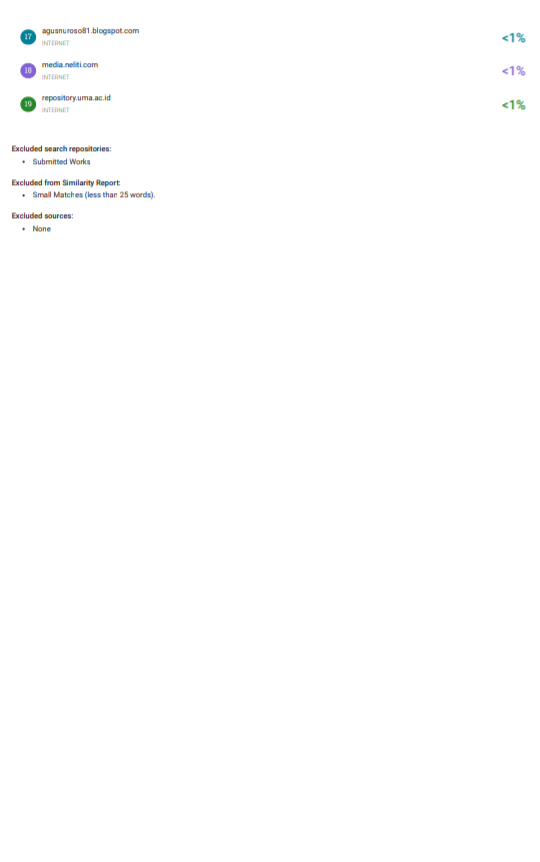 17
agusnuroso81.blogspot.com
INTERNET
<1%
18
media.neliti.com
INTERNET
<1%
19
repository.uma.ac.id
INTERNET
<1%
Excluded search repositories:
• Submitted Works
Excluded from Similarity Report:
• Small Matches (less than 25 words).
Excluded sources:
• None